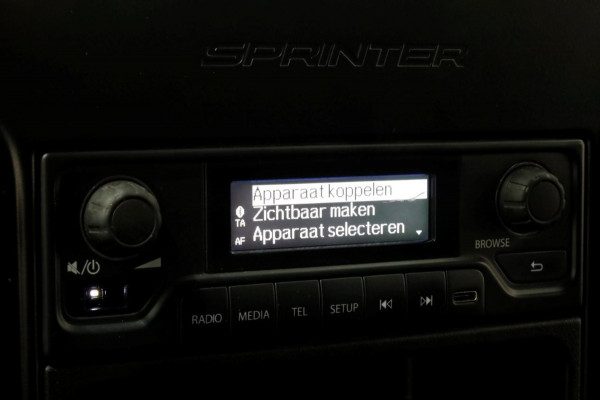 SPRINTER
Apparaat koppelen
Zichtbaar maken
TA
Apparaat selecteren
AF
BROWSE
RADIO
MEDIA
TEL
SETUP